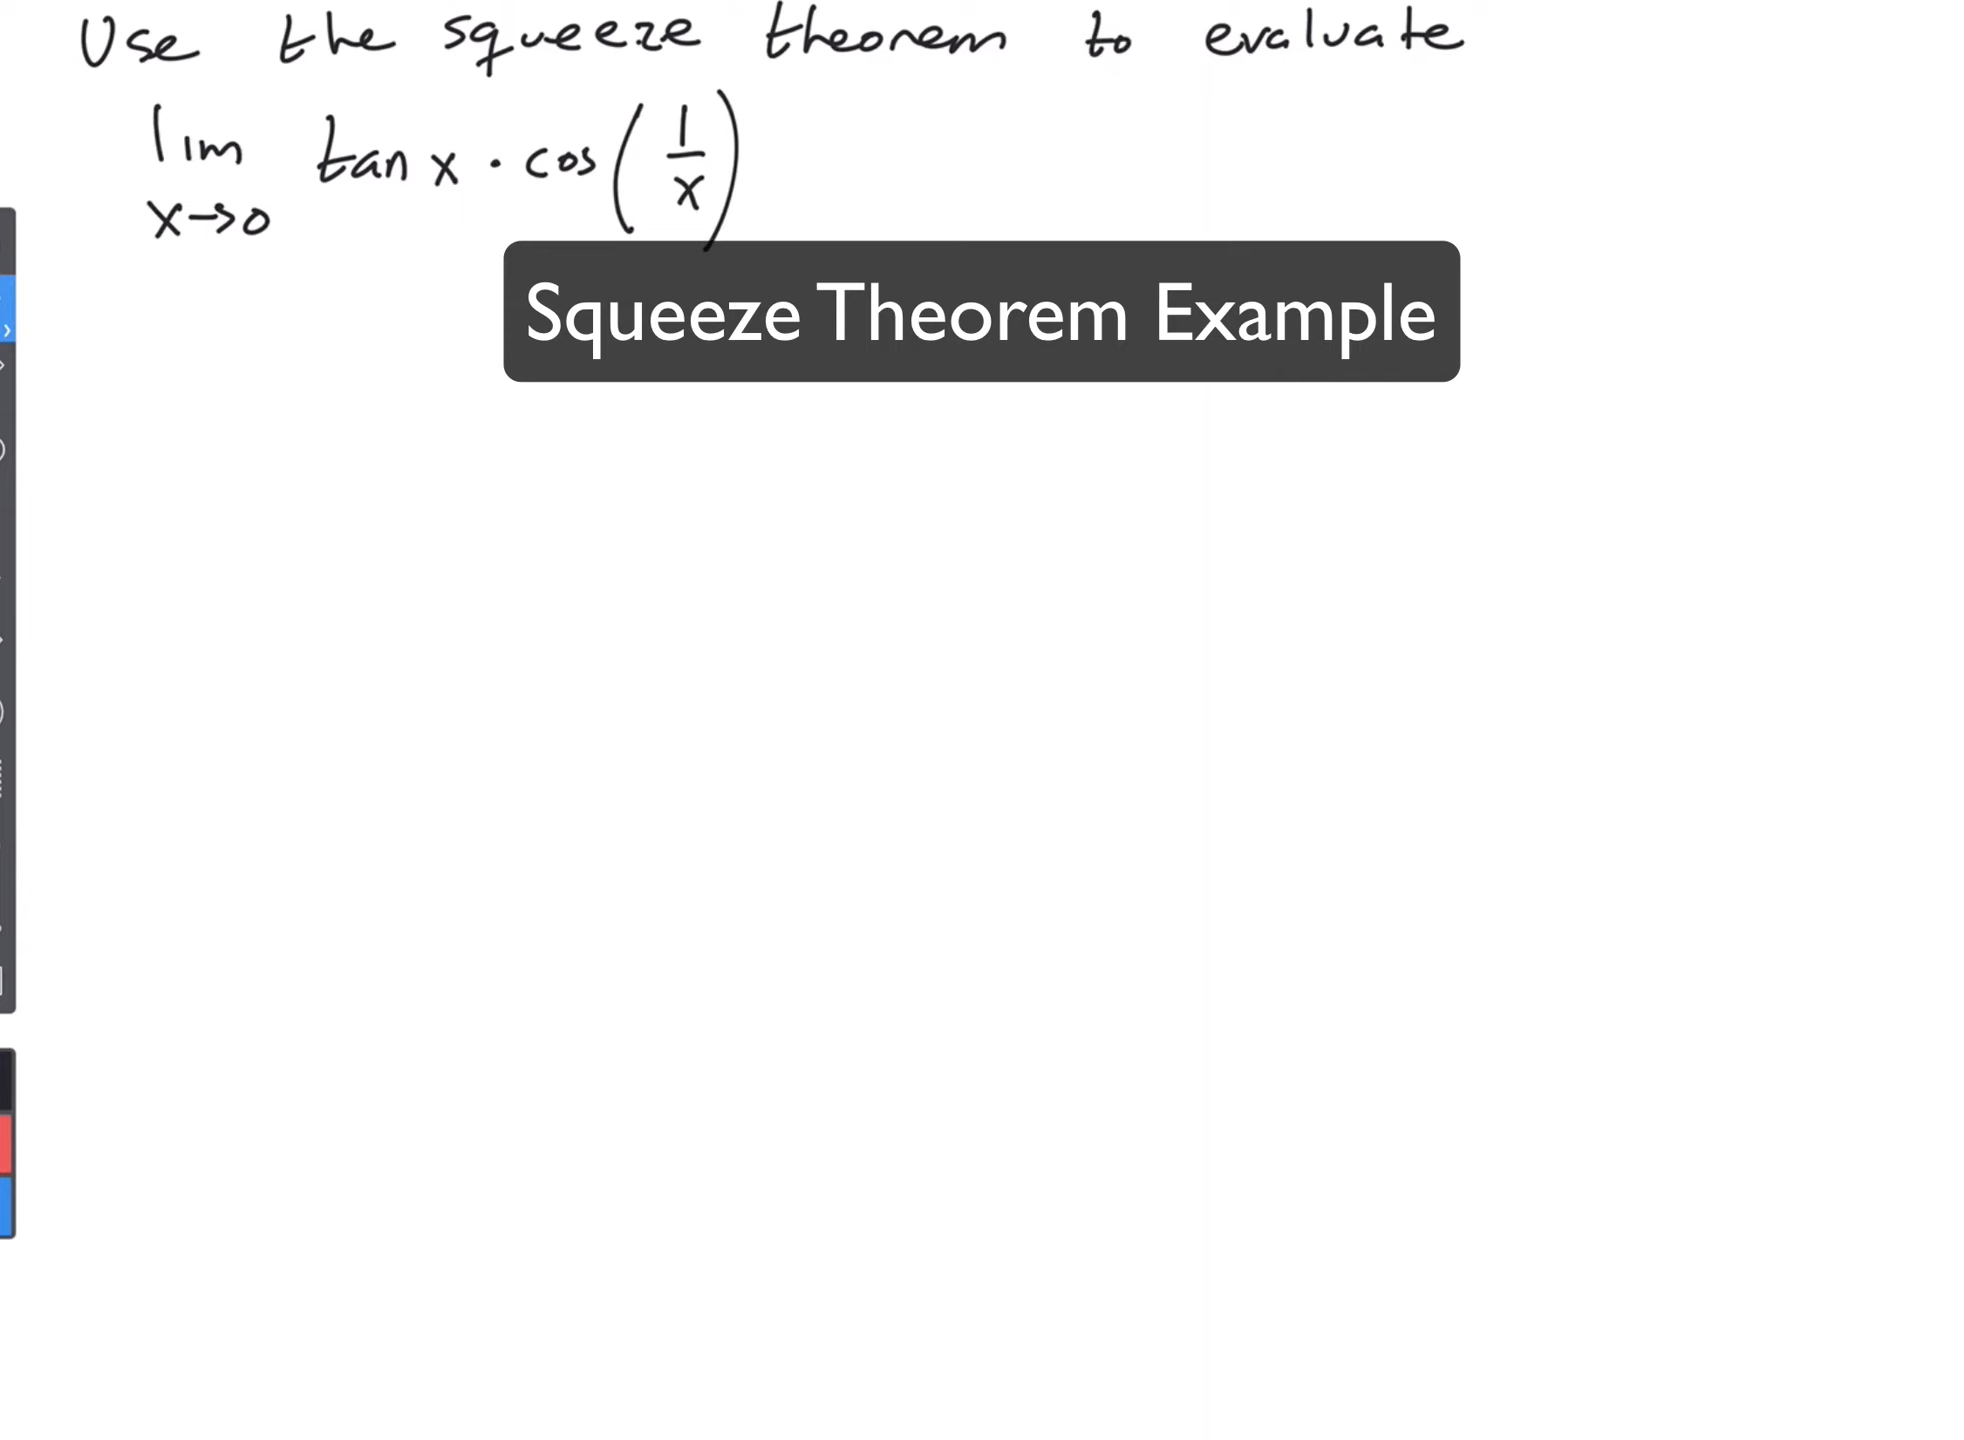 Use the squeeze theorem to evaluate
lim x→0 tan x · cos(1/x)
Squeeze Theorem Example